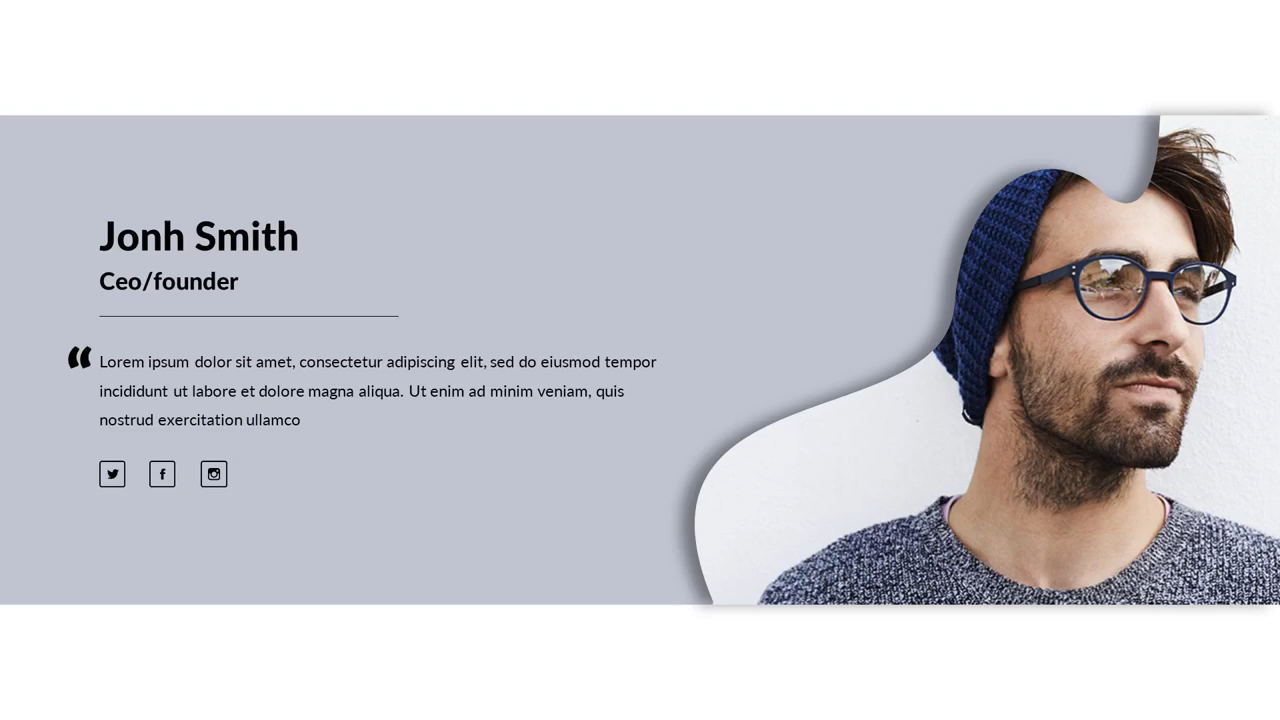 Jonh Smith
Ceo/founder
“ Lorem ipsum dolor sit amet, consectetur adipiscing elit, sed do eiusmod tempor
incididunt ut labore et dolore magna aliqua. Ut enim ad minim veniam, quis
nostrud exercitation ullamco